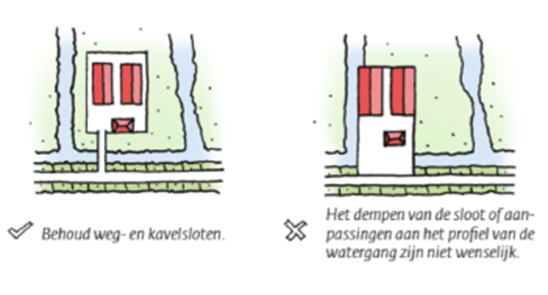 Behoud weg- en kavelsloten.
Het dempen van de sloot of aan-
passingen aan het profiel van de
watergang zijn niet wenselijk.